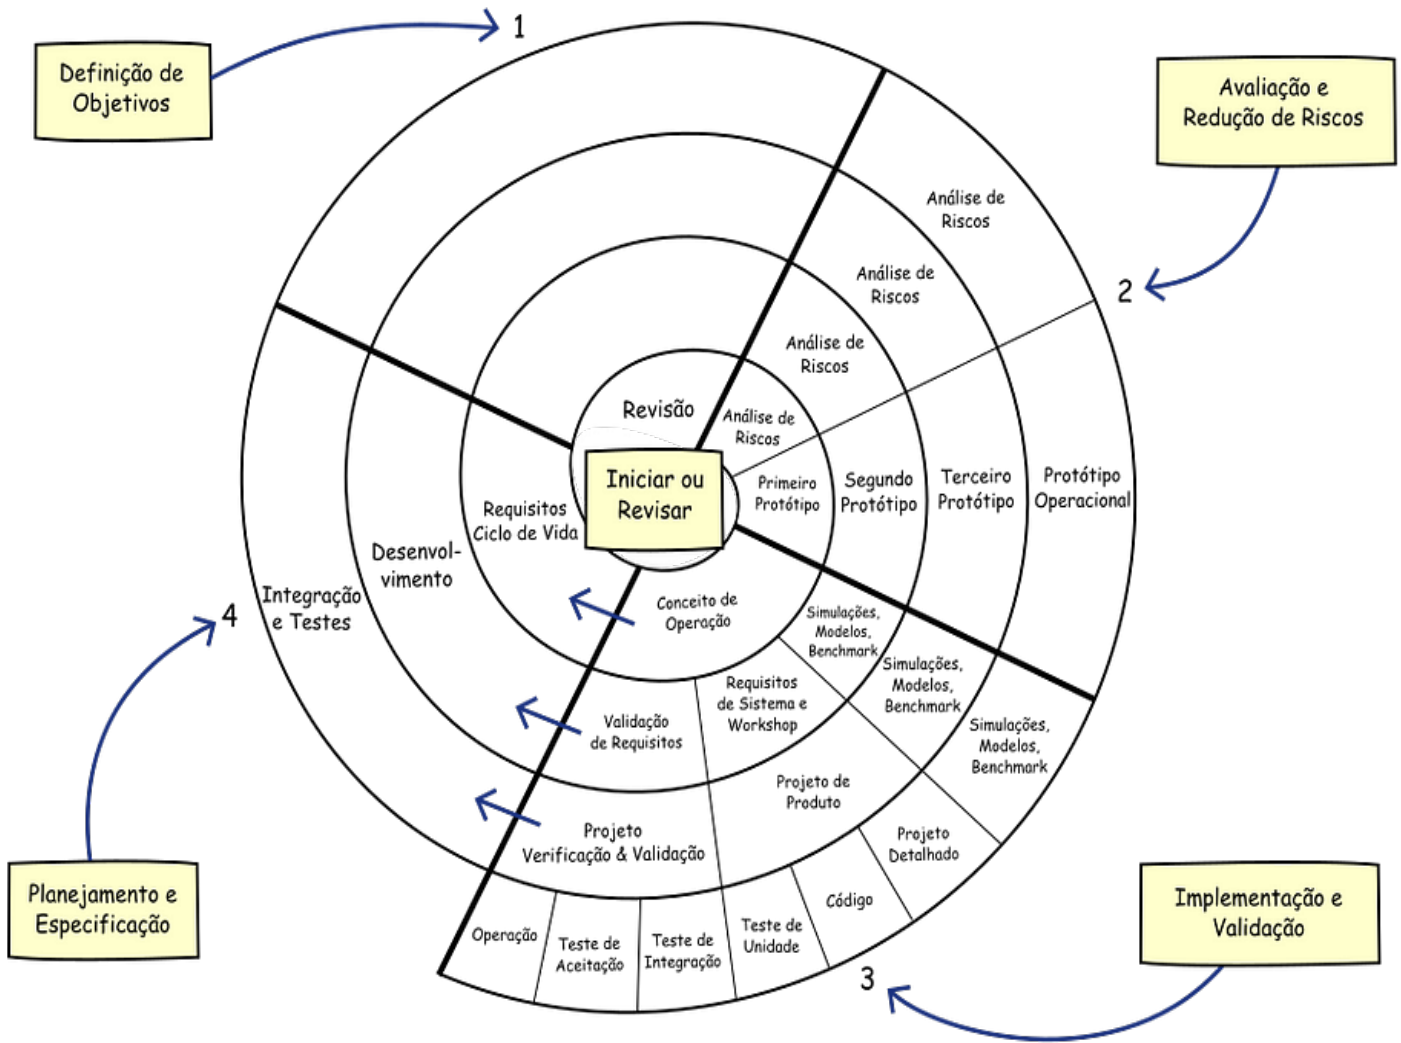 1
Definição de
Objetivos
Avaliação e
Redução de Riscos
2
Análise de
Riscos
Análise de
Riscos
Análise de
Riscos
Análise de
Riscos
Revisão
Iniciar ou
Revisar
Primeiro
Protótipo
Segundo
Protótipo
Terceiro
Protótipo
Protótipo
Operacional
Requisitos
Ciclo de Vida
Desenvol-
vimento
Integração
e Testes
4
Conceito de
Operação
Simulações,
Modelos,
Benchmark
Simulações,
Modelos,
Benchmark
Simulações,
Modelos,
Benchmark
Requisitos
de Sistema e
Workshop
Validação
de Requisitos
Projeto de
Produto
Projeto
Verificação & Validação
Projeto
Detalhado
Código
Teste de
Unidade
Teste de
Integração
Teste de
Aceitação
Operação
3
Planejamento e
Especificação
Implementação e
Validação